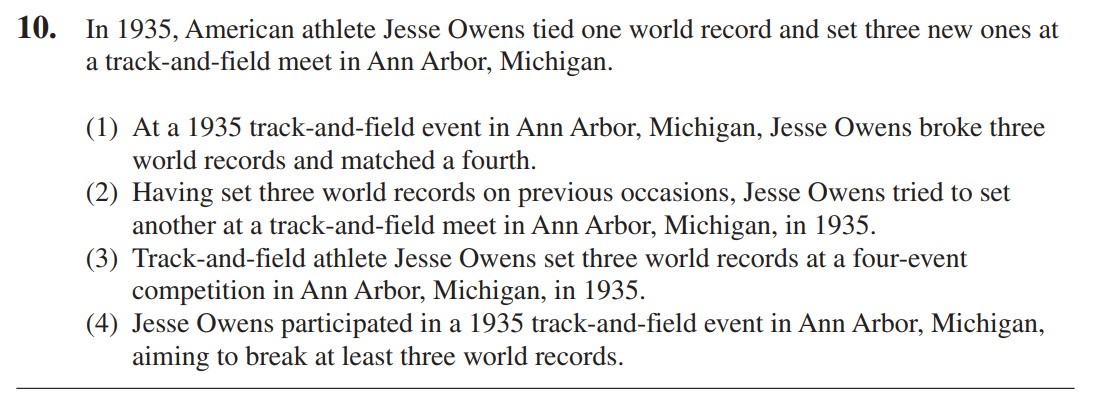 10. In 1935, American athlete Jesse Owens tied one world record and set three new ones at
a track-and-field meet in Ann Arbor, Michigan.
(1) At a 1935 track-and-field event in Ann Arbor, Michigan, Jesse Owens broke three
world records and matched a fourth.
(2) Having set three world records on previous occasions, Jesse Owens tried to set
another at a track-and-field meet in Ann Arbor, Michigan, in 1935.
(3) Track-and-field athlete Jesse Owens set three world records at a four-event
competition in Ann Arbor, Michigan, in 1935.
(4) Jesse Owens participated in a 1935 track-and-field event in Ann Arbor, Michigan,
aiming to break at least three world records.